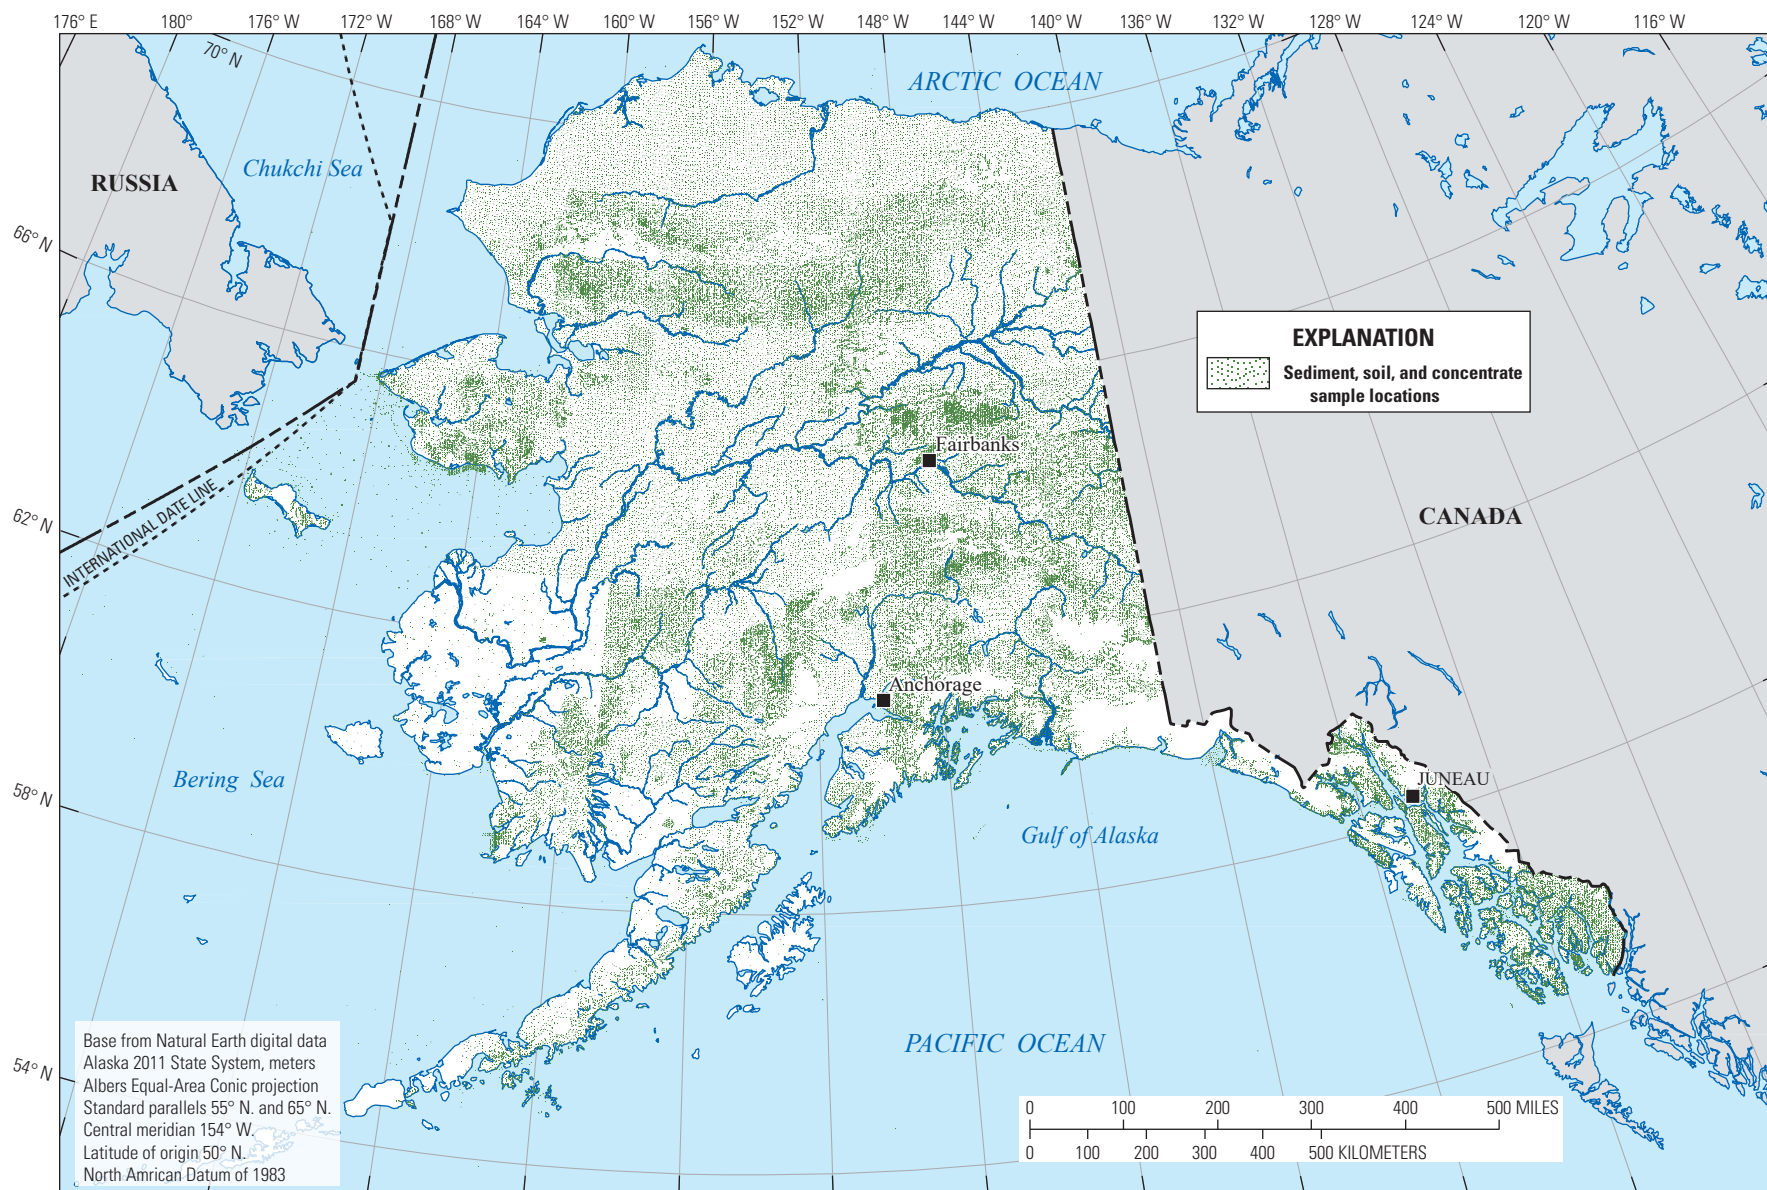 176° E
180°
176° W
172° W
168° W
164° W
160° W
156° W
152° W
148° W
144° W
140° W
136° W
132° W
128° W
124° W
120° W
116° W
70° N
ARCTIC OCEAN
Chukchi Sea
RUSSIA
66° N
EXPLANATION
Sediment, soil, and concentrate
sample locations
Fairbanks
INTERNATIONAL DATE LINE
62° N
CANADA
Anchorage
Bering Sea
JUNEAU
58° N
Gulf of Alaska
PACIFIC OCEAN
54° N
Base from Natural Earth digital data
Alaska 2011 State System, meters
Albers Equal-Area Conic projection
Standard parallels 55° N. and 65° N.
Central meridian 154° W.
Latitude of origin 50° N.
North Amrican Datum of 1983
0 100 200 300 400 500 MILES
0 100 200 300 400 500 KILOMETERS